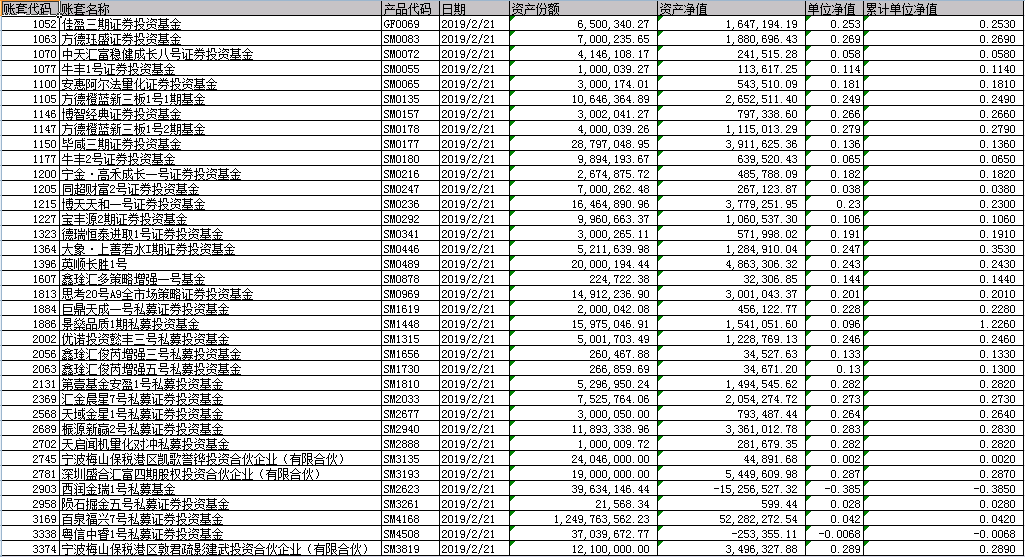 账套代码 账套名称 产品代码 日期 资产份额 资产净值 单位净值 累计单位净值
1052 佳盈三期证券投资基金 GF0069 2019/2/21 6,500,340.27 1,647,194.19 0.253 0.2530
1063 方德珏盛证券投资基金 SM0083 2019/2/21 7,000,235.65 1,880,696.43 0.269 0.2690
1070 中天汇富稳健成长八号证券投资基金 SM0072 2019/2/21 4,146,108.17 241,515.28 0.058 0.0580
1077 牛丰1号证券投资基金 SM0055 2019/2/21 1,000,039.27 113,617.25 0.114 0.1140
1100 安惠阿尔法量化证券投资基金 SM0065 2019/2/21 3,000,174.01 543,510.09 0.181 0.1810
1105 方德橙蓝新三板1号1期基金 SM0135 2019/2/21 10,646,364.89 2,652,511.40 0.249 0.2490
1146 博智经典证券投资基金 SM0157 2019/2/21 3,002,041.27 797,338.60 0.266 0.2660
1147 方德橙蓝新三板1号2期基金 SM0178 2019/2/21 4,000,039.26 1,115,013.29 0.279 0.2790
1150 毕威三期证券投资基金 SM0177 2019/2/21 28,797,048.95 3,911,625.36 0.136 0.1360
1177 牛丰2号证券投资基金 SM0180 2019/2/21 9,894,193.67 639,520.43 0.065 0.0650
1200 宁金·高禾成长一号证券投资基金 SM0216 2019/2/21 2,674,875.72 485,788.09 0.182 0.1820
1205 同超财富2号证券投资基金 SM0247 2019/2/21 7,000,262.48 267,123.87 0.038 0.0380
1215 博天天和一号证券投资基金 SM0236 2019/2/21 16,464,890.96 3,779,251.95 0.23 0.2300
1227 宝丰源2期证券投资基金 SM0292 2019/2/21 9,960,663.37 1,060,537.30 0.106 0.1060
1323 德瑞恒泰进取1号证券投资基金 SM0341 2019/2/21 3,000,265.11 571,998.02 0.191 0.1910
1364 大象·上善若水I期证券投资基金 SM0446 2019/2/21 5,211,639.98 1,284,910.04 0.247 0.3530
1396 英顺长胜1号 SM0489 2019/2/21 20,000,194.44 4,863,306.32 0.243 0.2430
1607 鑫琻汇多策略增强一号基金 SM0878 2019/2/21 224,722.38 32,306.85 0.144 0.1440
1813 思考20号A9全市场策略证券投资基金 SM0969 2019/2/21 14,912,236.90 3,001,043.37 0.201 0.2010
1884 巨鼎天成一号私募证券投资基金 SM1619 2019/2/21 2,000,042.08 456,122.77 0.228 0.2280
1886 景燊品质1期私募投资基金 SM1448 2019/2/21 15,975,046.91 1,541,051.60 0.096 1.2260
2002 优诺投资懿丰三号私募投资基金 SM1315 2019/2/21 5,001,703.49 1,228,769.13 0.246 0.2460
2056 鑫琻汇俊芮增强三号私募投资基金 SM1656 2019/2/21 260,467.88 34,527.63 0.133 0.1330
2063 鑫琻汇俊芮增强五号私募投资基金 SM1730 2019/2/21 266,859.69 34,671.20 0.13 0.1300
2131 第壹基金安盈1号私募投资基金 SM1810 2019/2/21 5,296,950.24 1,494,545.62 0.282 0.2820
2369 汇金晨星7号私募证券投资基金 SM2033 2019/2/21 7,525,764.06 2,054,274.72 0.273 0.2730
2568 天域金星1号私募证券投资基金 SM2677 2019/2/21 3,000,050.00 793,487.44 0.264 0.2640
2689 振源新赢2号私募证券投资基金 SM2940 2019/2/21 11,893,338.96 3,361,012.78 0.283 0.2830
2702 天启闻机量化对冲私募投资基金 SM2888 2019/2/21 1,000,009.72 281,679.35 0.282 0.2820
2745 宁波梅山保税港区凯歌誉铧投资合伙企业（有限合伙） SM3135 2019/2/21 24,046,000.00 44,891.68 0.002 0.0020
2781 深圳盛合汇富四期股权投资合伙企业（有限合伙） SM3193 2019/2/21 19,000,000.00 5,449,609.98 0.287 0.2870
2903 西润金瑞1号私募基金 SM2623 2019/2/21 39,634,146.44 -15,256,527.32 -0.385 -0.3850
2958 陨石掘金五号私募证券投资基金 SM3261 2019/2/21 21,568.34 599.44 0.028 0.0280
3169 百泉福兴7号私募证券投资基金 SM4168 2019/2/21 1,249,763,562.23 52,282,272.54 0.042 0.0420
3338 粤信中睿1号私募证券投资基金 SM4508 2019/2/21 37,039,672.77 -253,355.11 -0.0068 -0.0068
3374 宁波梅山保税港区敦君疏影建武投资合伙企业（有限合伙） SM3819 2019/2/21 12,100,000.00 3,496,327.88 0.289 0.2890